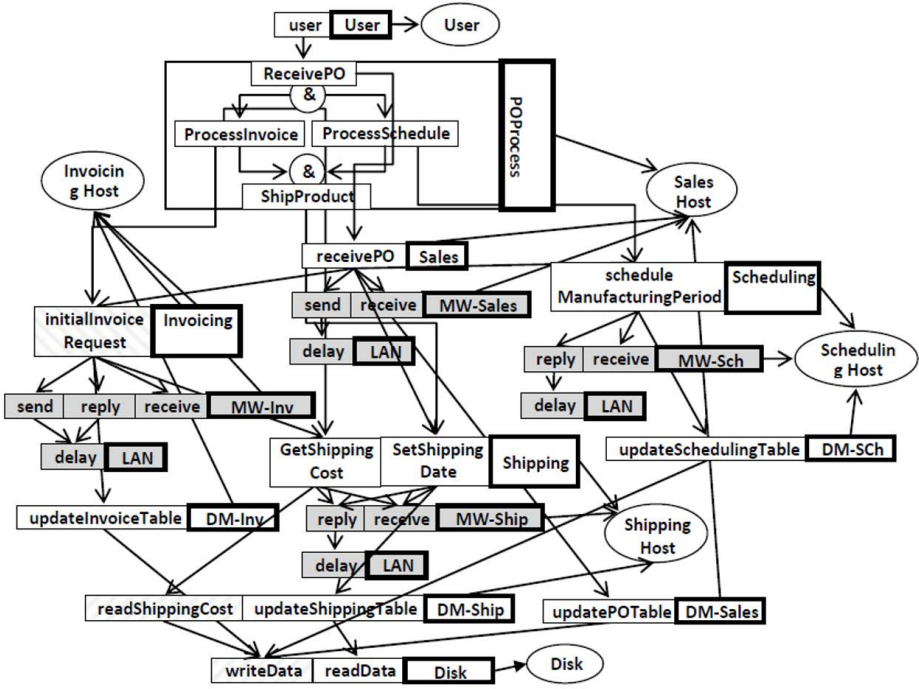 user User User
ReceivePO
&
ProcessInvoice ProcessSchedule
POProcess
&
ShipProduct
Invoicin
g Host
Sales
Host
receivePO Sales
schedule
ManufacturingPeriod
Scheduling
send receive MW-Sales
initialInvoice
Request
Invoicing
delay LAN
reply receive MW-Sch
Schedulin
g Host
send reply receive MW-Inv
delay LAN
delay LAN
GetShipping
Cost
SetShipping
Date
Shipping
updateSchedulingTable DM-SCh
updateInvoiceTable DM-Inv
reply receive MW-Ship
Shipping
Host
delay LAN
readShippingCost updateShippingTable DM-Ship
updatePOTable DM-Sales
writeData readData Disk Disk